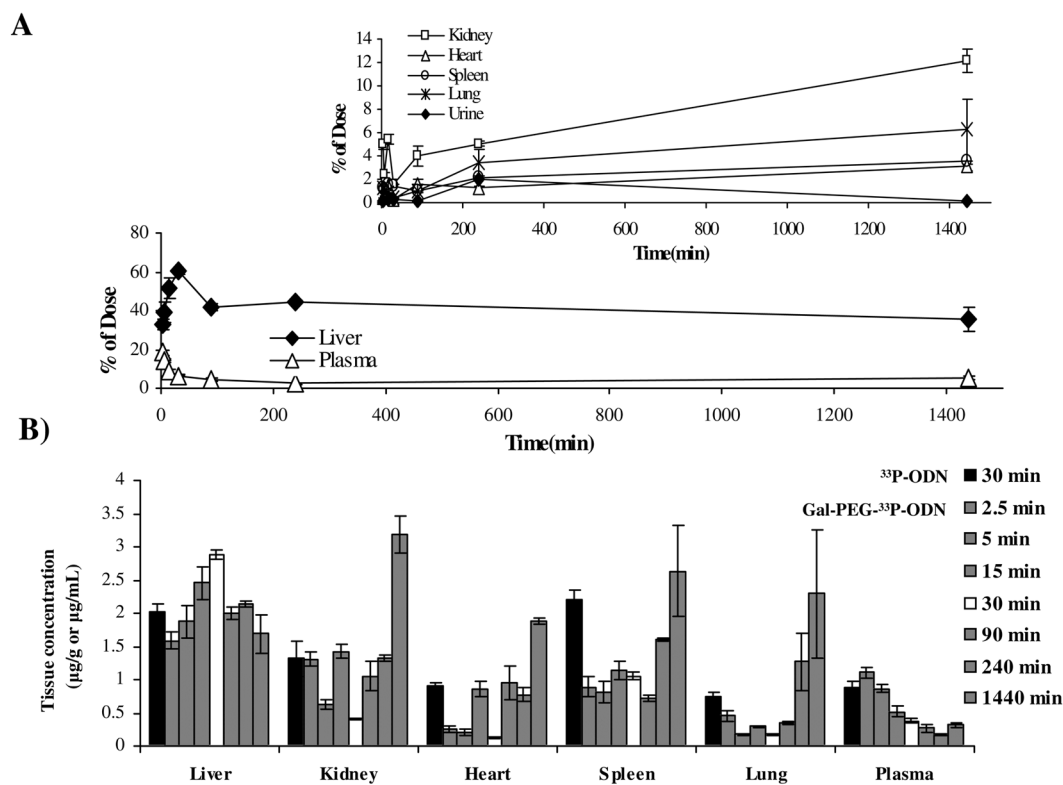 A
14
12
10
8
6
4
2
0
% of Dose
Kidney
Heart
Spleen
Lung
Urine
0 200 400 600 800 1000 1200 1400
Time(min)
80
60
40
20
0
% of Dose
Liver
Plasma
0 200 400 600 800 1000 1200 1400
Time(min)
B)
4
3.5
3
2.5
2
1.5
1
0.5
0
Tissue concentration
(µg/g or µg/mL)
³³P-ODN
Gal-PEG-³³P-ODN
30 min
2.5 min
5 min
15 min
30 min
90 min
240 min
1440 min
Liver Kidney Heart Spleen Lung Plasma